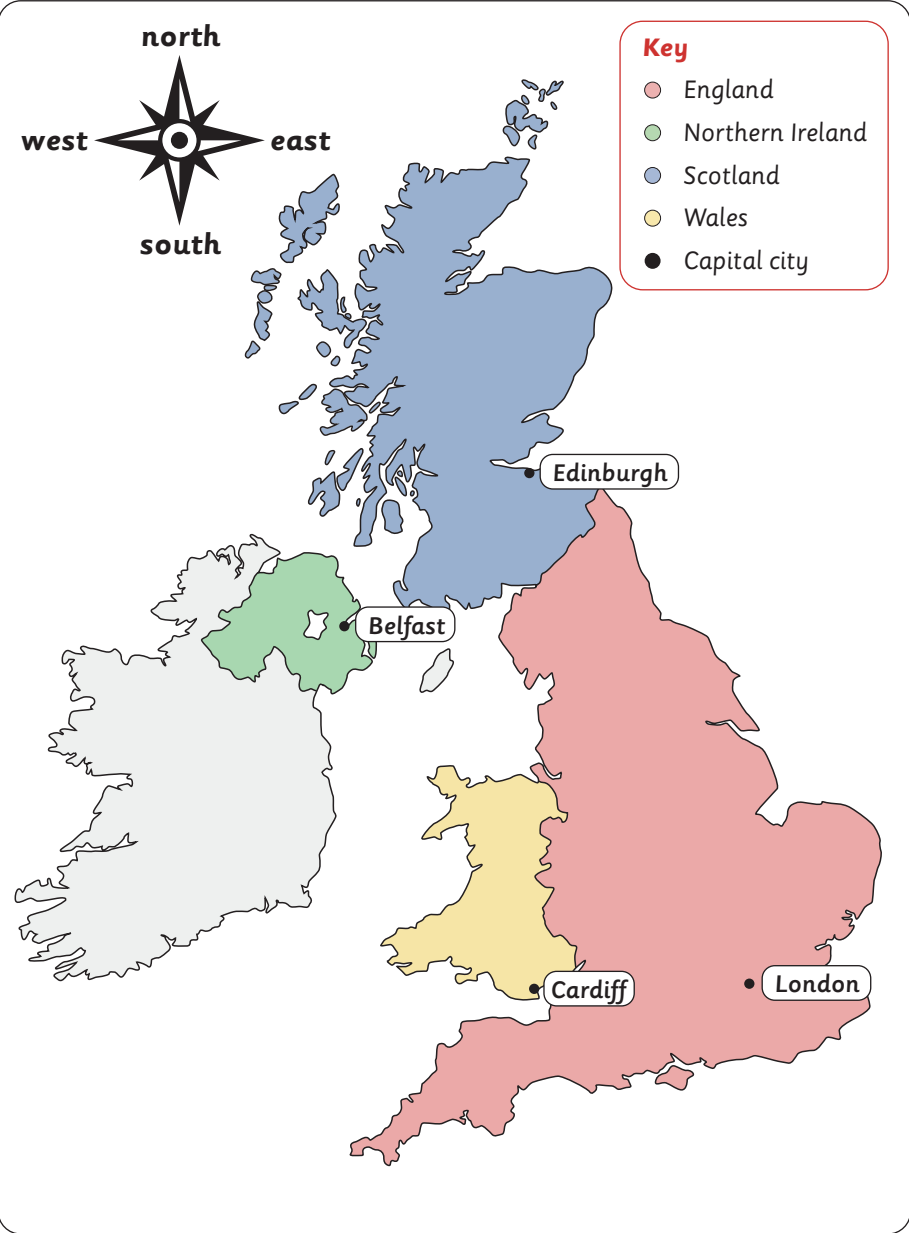 north
west
east
south
Key
England
Northern Ireland
Scotland
Wales
Capital city
Edinburgh
Belfast
Cardiff
London